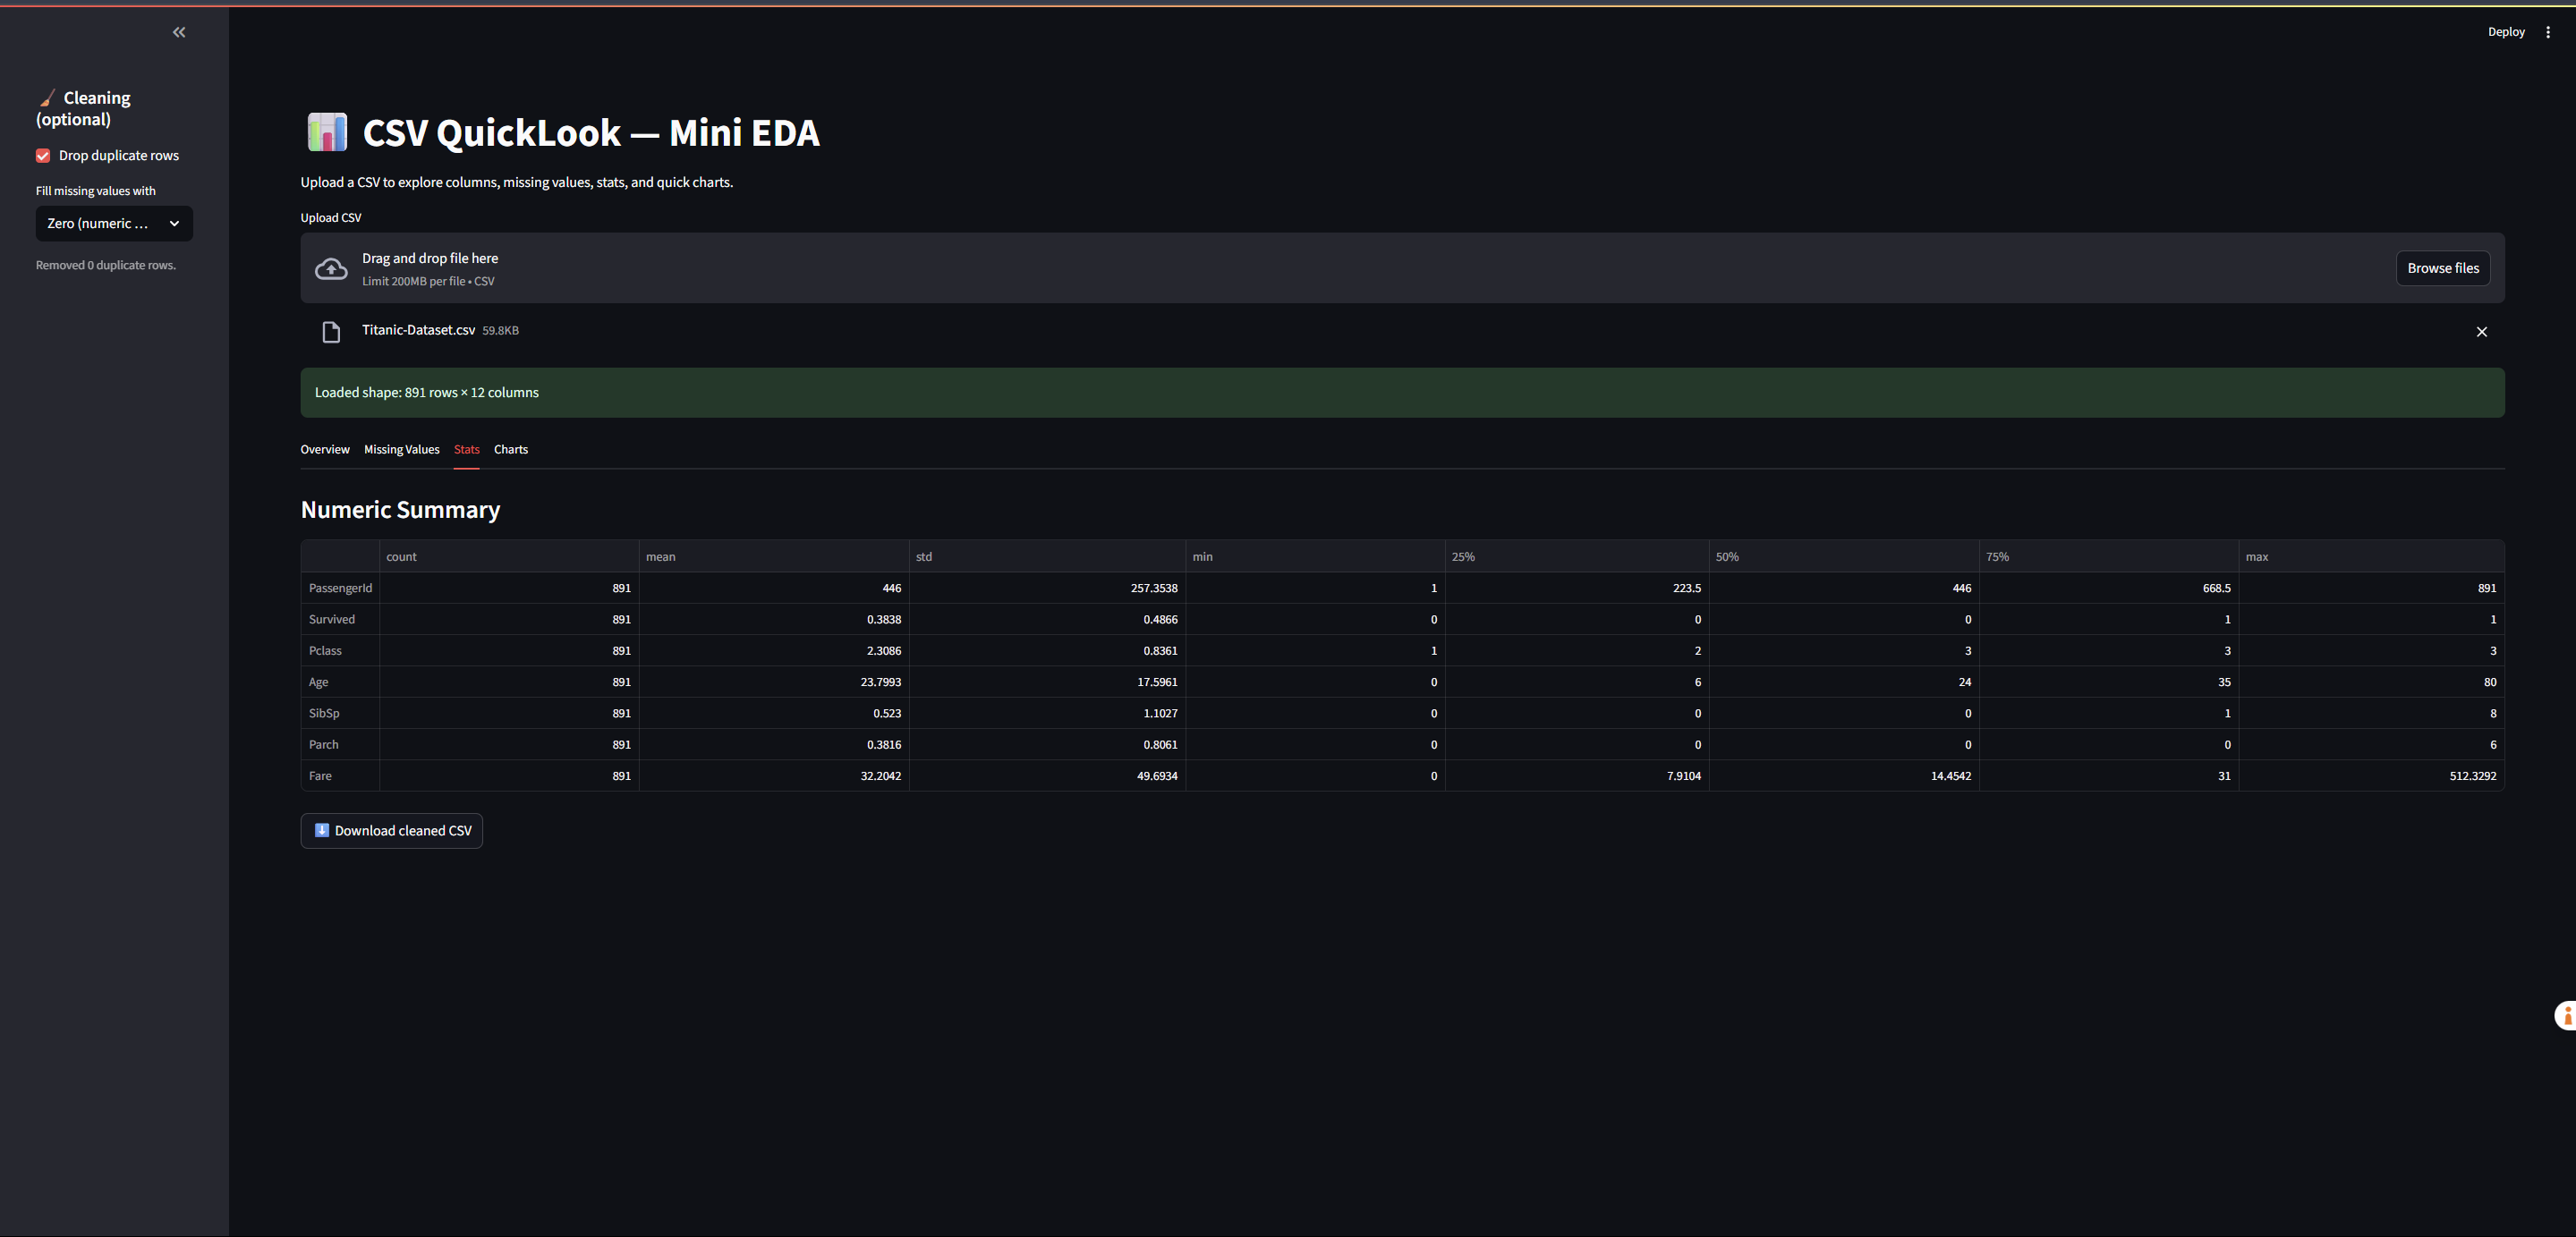 Deploy
Cleaning
(optional)
Drop duplicate rows
Fill missing values with
Zero (numeric ...
Removed 0 duplicate rows.
CSV QuickLook — Mini EDA
Upload a CSV to explore columns, missing values, stats, and quick charts.
Upload CSV
Drag and drop file here
Limit 200MB per file • CSV
Browse files
Titanic-Dataset.csv 59.8KB
Loaded shape: 891 rows × 12 columns
Overview Missing Values Stats Charts
Numeric Summary
count mean std min 25% 50% 75% max
PassengerId 891 446 257.3538 1 223.5 446 668.5 891
Survived 891 0.3838 0.4866 0 0 0 1 1
Pclass 891 2.3086 0.8361 1 2 3 3 3
Age 891 23.7993 17.5961 0 6 24 35 80
SibSp 891 0.523 1.1027 0 0 0 1 8
Parch 891 0.3816 0.8061 0 0 0 0 6
Fare 891 32.2042 49.6934 0 7.9104 14.4542 31 512.3292
Download cleaned CSV